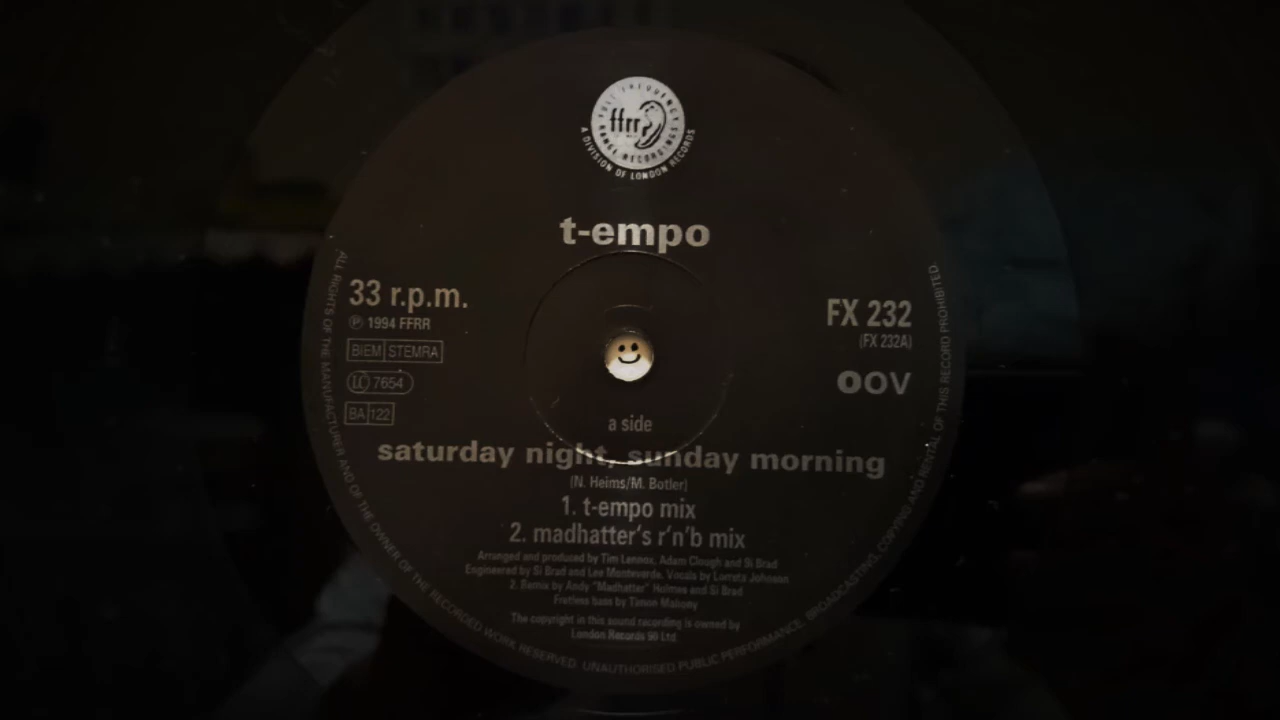 FULL FREQUENCY RANGE RECORDINGS
ffrr
A DIVISION OF LONDON RECORDS
t-empo
33 r.p.m.
℗ 1994 FFRR
BIEM STEMRA
LC 7654
BA 122
FX 232
(FX 232A)
OOV
a side
saturday night, sunday morning
(N. Heims/M. Botler)
1. t-empo mix
2. madhatter's r'n'b mix
Arranged and produced by Tim Lennox, Adam Clough and Si Brad
Engineered by Si Brad and Lee Monteverde. Vocals by Loretta Johnson
2. Remix by Andy "Madhatter" Holmes and Si Brad
Fretless bass by Timon Mahony
The copyright in this sound recording is owned by
London Records 90 Ltd.
ALL RIGHTS OF THE MANUFACTURER AND OF THE OWNER OF THE RECORDED WORK RESERVED. UNAUTHORISED PUBLIC PERFORMANCE, BROADCASTING, COPYING AND RENTAL OF THIS RECORD PROHIBITED.